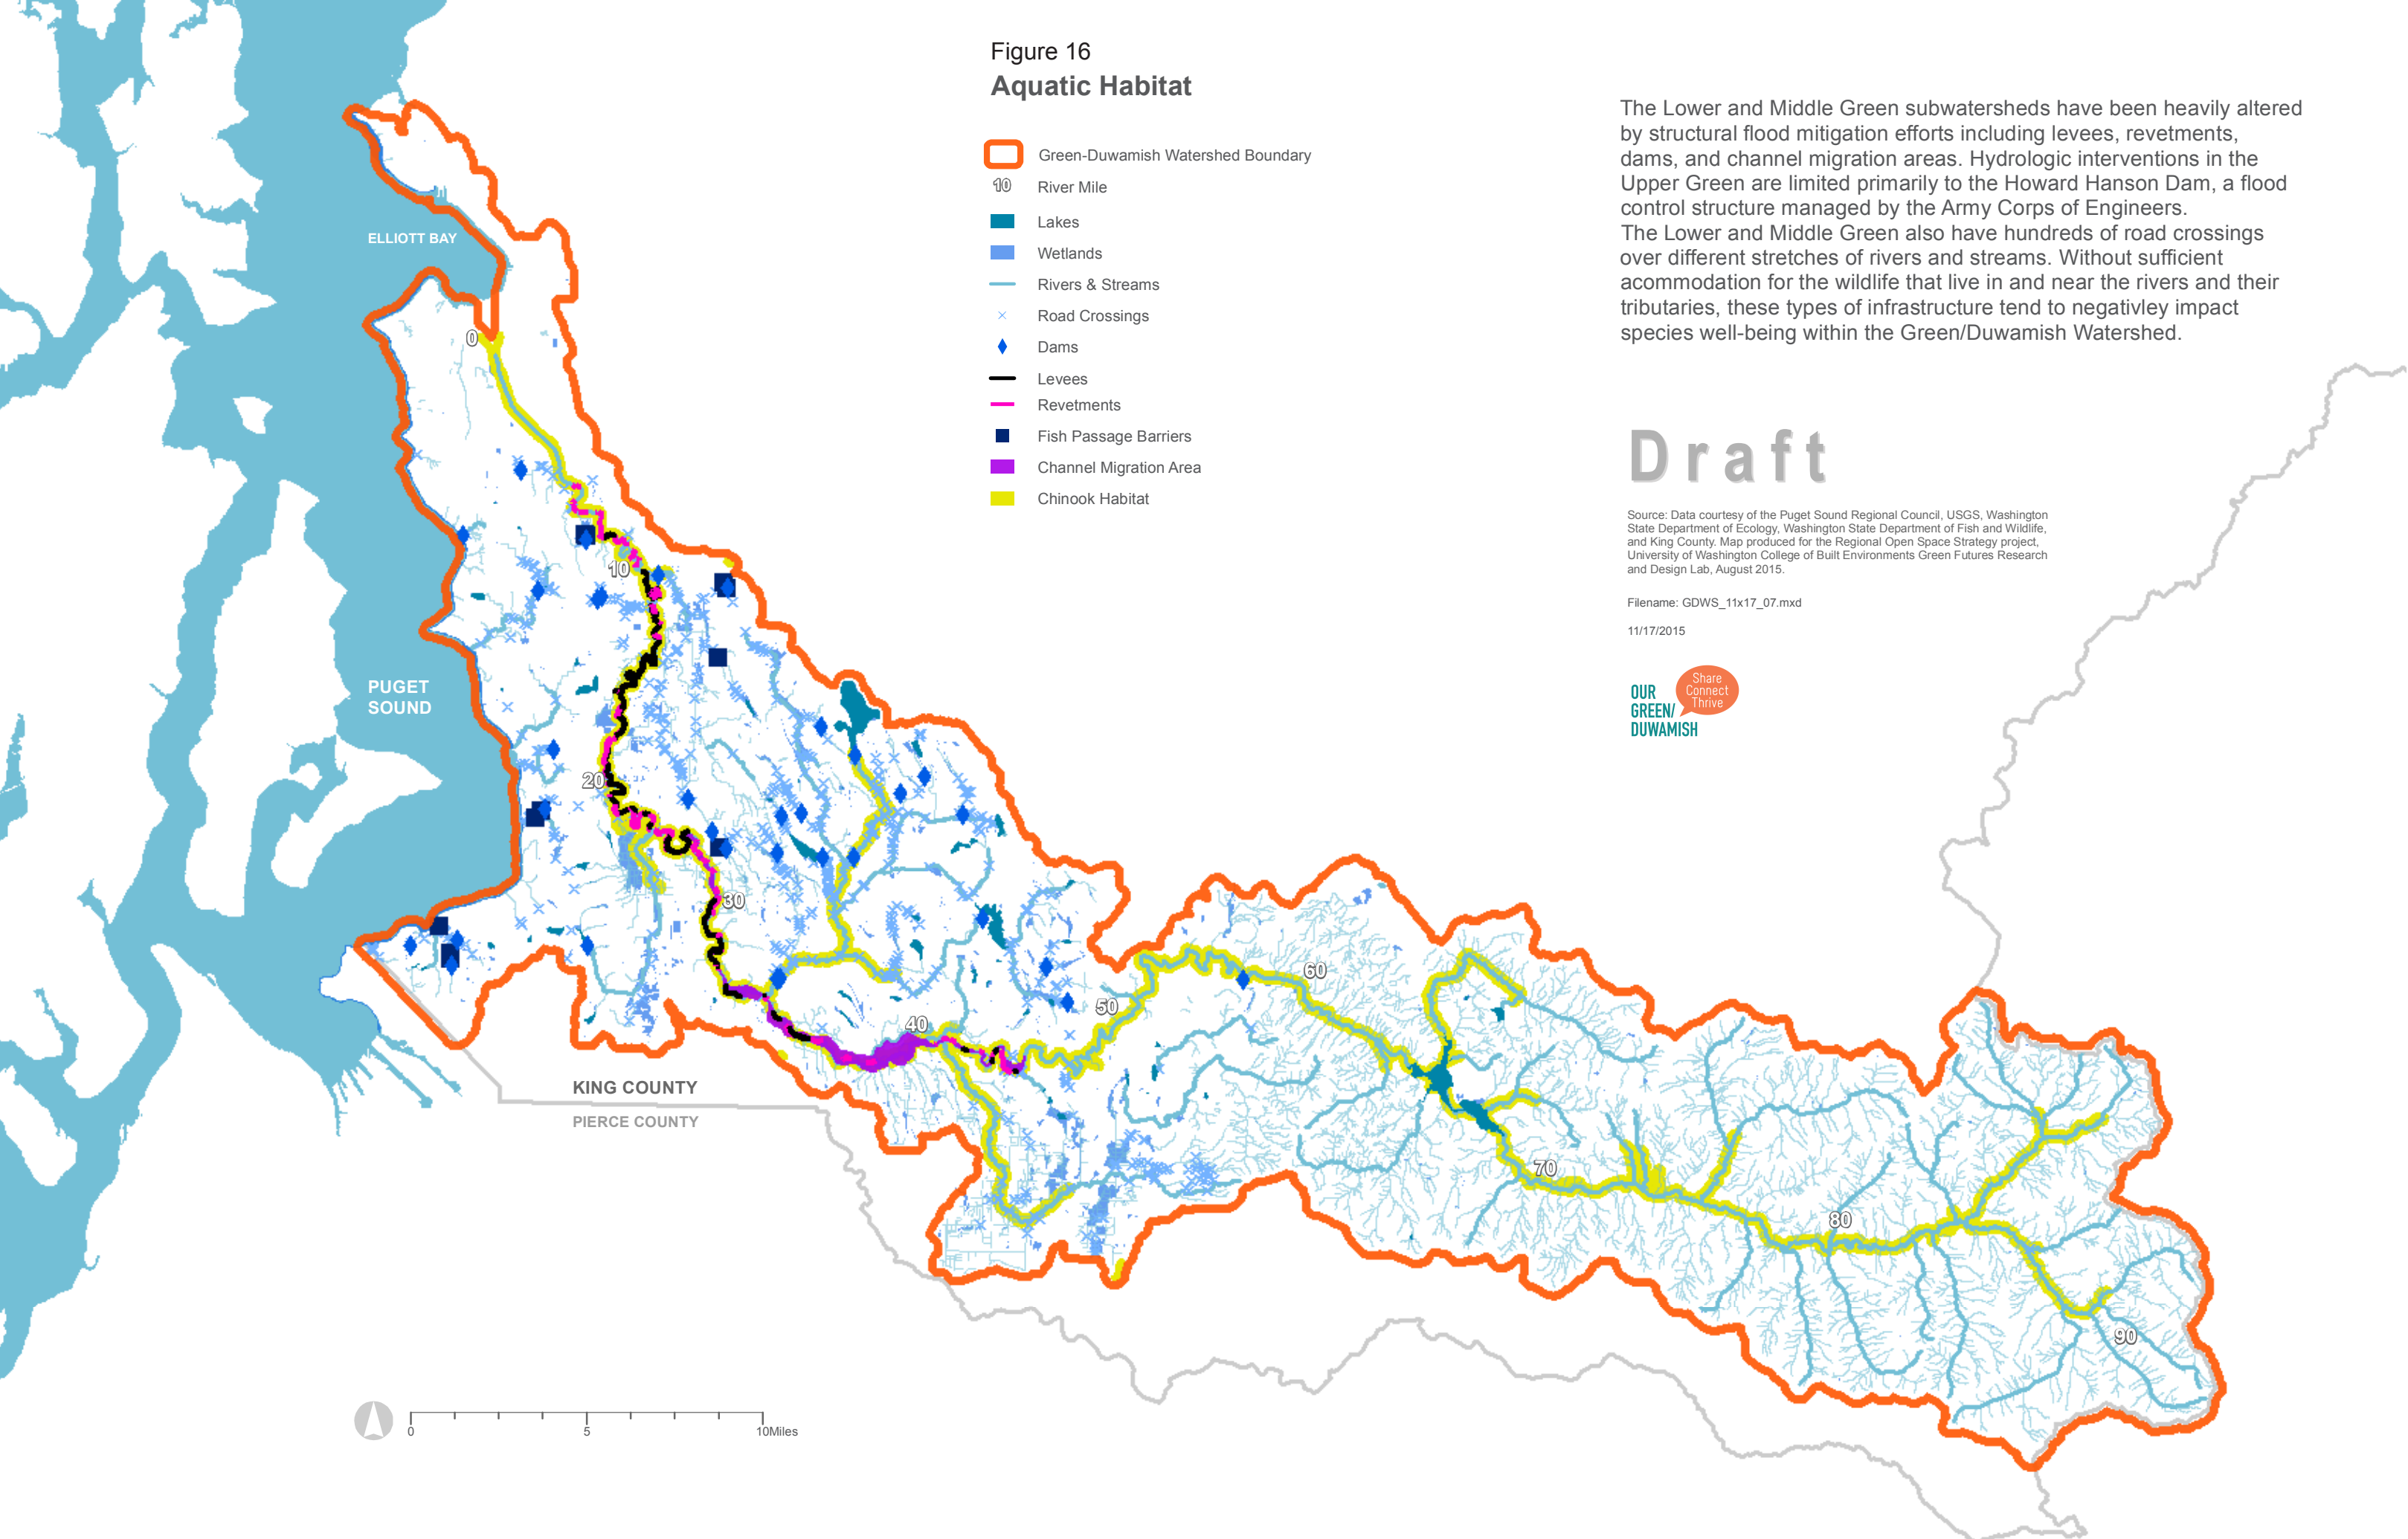 Figure 16
Aquatic Habitat
Green-Duwamish Watershed Boundary
10 River Mile
Lakes
Wetlands
Rivers & Streams
Road Crossings
Dams
Levees
Revetments
Fish Passage Barriers
Channel Migration Area
Chinook Habitat
The Lower and Middle Green subwatersheds have been heavily altered
by structural flood mitigation efforts including levees, revetments,
dams, and channel migration areas. Hydrologic interventions in the
Upper Green are limited primarily to the Howard Hanson Dam, a flood
control structure managed by the Army Corps of Engineers.
The Lower and Middle Green also have hundreds of road crossings
over different stretches of rivers and streams. Without sufficient
acommodation for the wildlife that live in and near the rivers and their
tributaries, these types of infrastructure tend to negativley impact
species well-being within the Green/Duwamish Watershed.
Draft
Source: Data courtesy of the Puget Sound Regional Council, USGS, Washington
State Department of Ecology, Washington State Department of Fish and Wildlife,
and King County. Map produced for the Regional Open Space Strategy project,
University of Washington College of Built Environments Green Futures Research
and Design Lab, August 2015.
Filename: GDWS_11x17_07.mxd
11/17/2015
OUR
GREEN/
DUWAMISH
Share
Connect
Thrive
ELLIOTT BAY
0
10
PUGET
SOUND
20
30
40
50
60
70
80
90
KING COUNTY
PIERCE COUNTY
0 5 10Miles